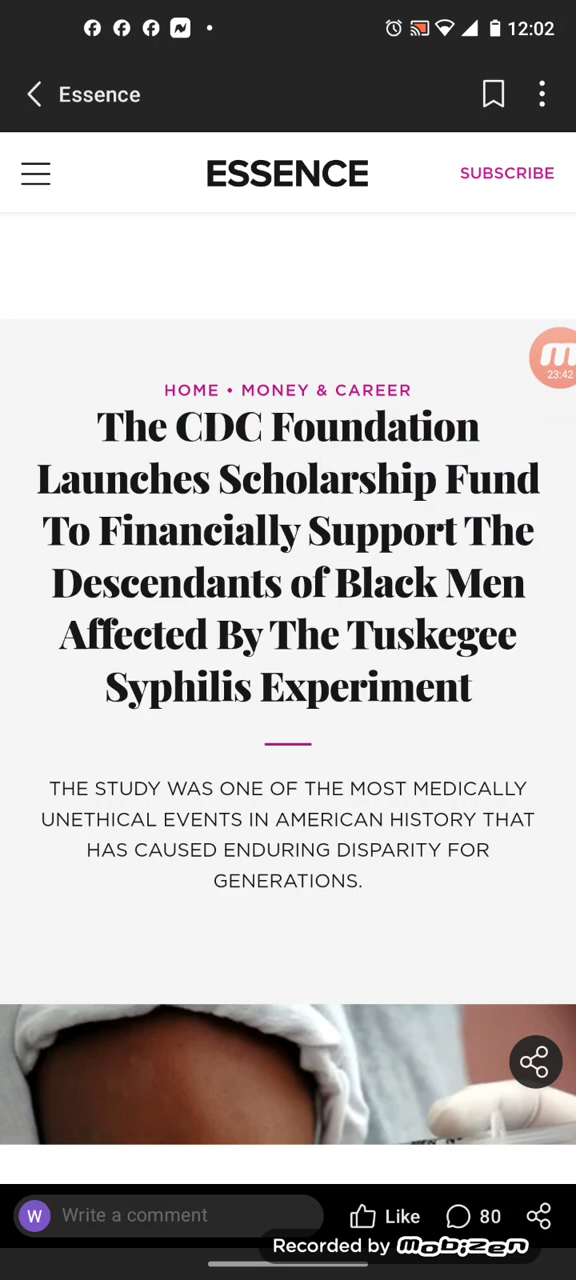 12:02
Essence
ESSENCE
SUBSCRIBE
23:42
HOME • MONEY & CAREER
The CDC Foundation
Launches Scholarship Fund
To Financially Support The
Descendants of Black Men
Affected By The Tuskegee
Syphilis Experiment
THE STUDY WAS ONE OF THE MOST MEDICALLY
UNETHICAL EVENTS IN AMERICAN HISTORY THAT
HAS CAUSED ENDURING DISPARITY FOR
GENERATIONS.
W
Write a comment
Like
80
Recorded by mobizen